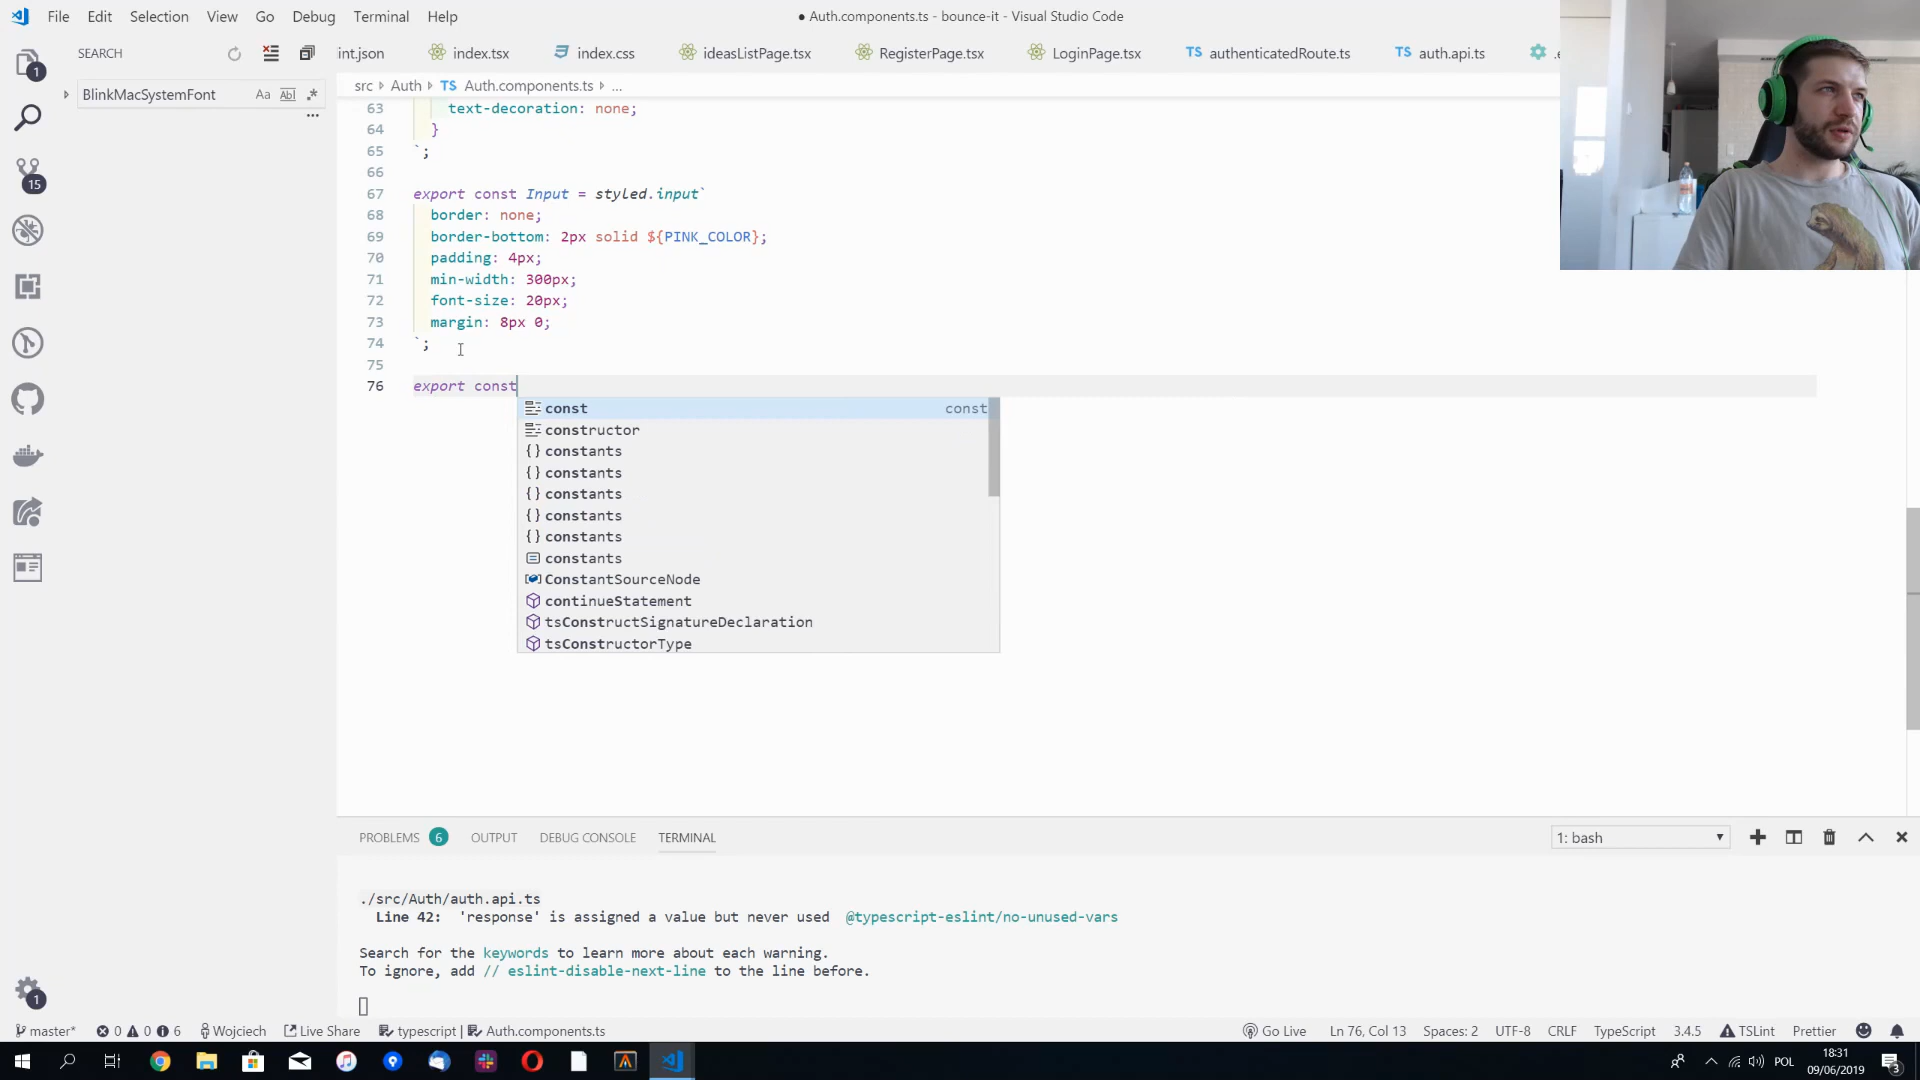 File Edit Selection View Go Debug Terminal Help
● Auth.components.ts - bounce-it - Visual Studio Code
SEARCH
int.json index.tsx index.css ideasListPage.tsx RegisterPage.tsx LoginPage.tsx TS authenticatedRoute.ts TS auth.api.ts .e
BlinkMacSystemFont Aa Abl .*
src › Auth › TS Auth.components.ts › ...
63 text-decoration: none;
64 }
65 `;
66
67 export const Input = styled.input`
68 border: none;
69 border-bottom: 2px solid ${PINK_COLOR};
70 padding: 4px;
71 min-width: 300px;
72 font-size: 20px;
73 margin: 8px 0;
74 `;
75
76 export const
const const
constructor
{} constants
{} constants
{} constants
{} constants
{} constants
constants
ConstantSourceNode
continueStatement
tsConstructSignatureDeclaration
tsConstructorType
1
15
1
PROBLEMS 6 OUTPUT DEBUG CONSOLE TERMINAL 1: bash
./src/Auth/auth.api.ts
Line 42: 'response' is assigned a value but never used @typescript-eslint/no-unused-vars
Search for the keywords to learn more about each warning.
To ignore, add // eslint-disable-next-line to the line before.
master* 0 0 6 Wojciech Live Share typescript | Auth.components.ts Go Live Ln 76, Col 13 Spaces: 2 UTF-8 CRLF TypeScript 3.4.5 TSLint Prettier
POL 18:31
09/06/2019 3